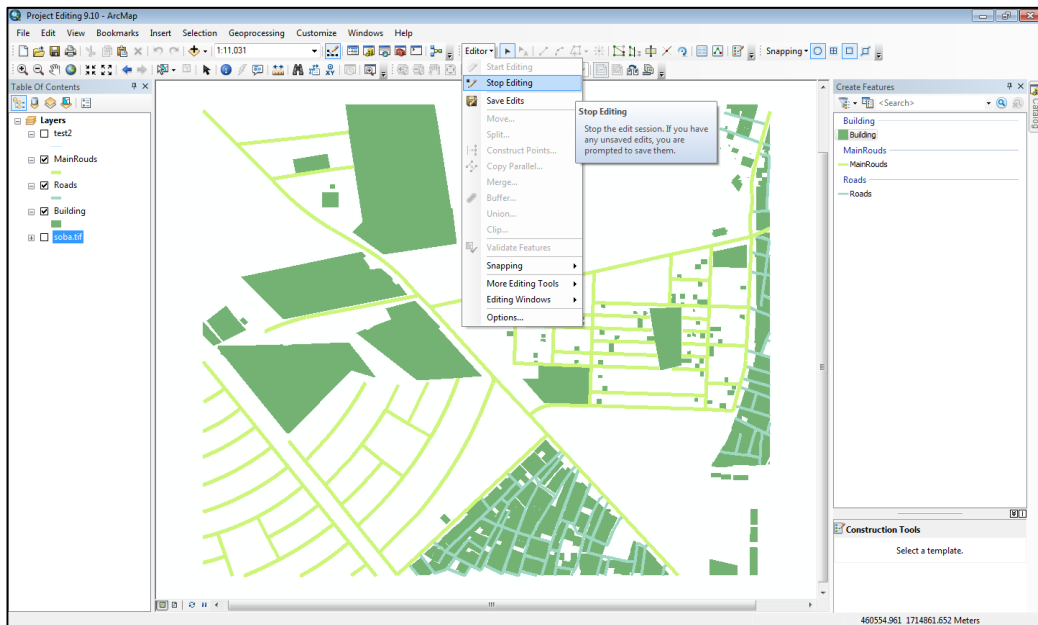 Project Editing 9.10 - ArcMap
File Edit View Bookmarks Insert Selection Geoprocessing Customize Windows Help
1:11,031
Editor
Snapping
Table Of Contents
Layers
test2
MainRouds
Roads
Building
soba.tif
Start Editing
Stop Editing
Save Edits
Move...
Split...
Construct Points...
Copy Parallel...
Merge...
Buffer...
Union...
Clip...
Validate Features
Snapping
More Editing Tools
Editing Windows
Options...
Stop Editing
Stop the edit session. If you have
any unsaved edits, you are
prompted to save them.
Create Features
<Search>
Building
Building
MainRouds
MainRouds
Roads
Roads
Catalog
Construction Tools
Select a template.
460554.961 1714861.652 Meters